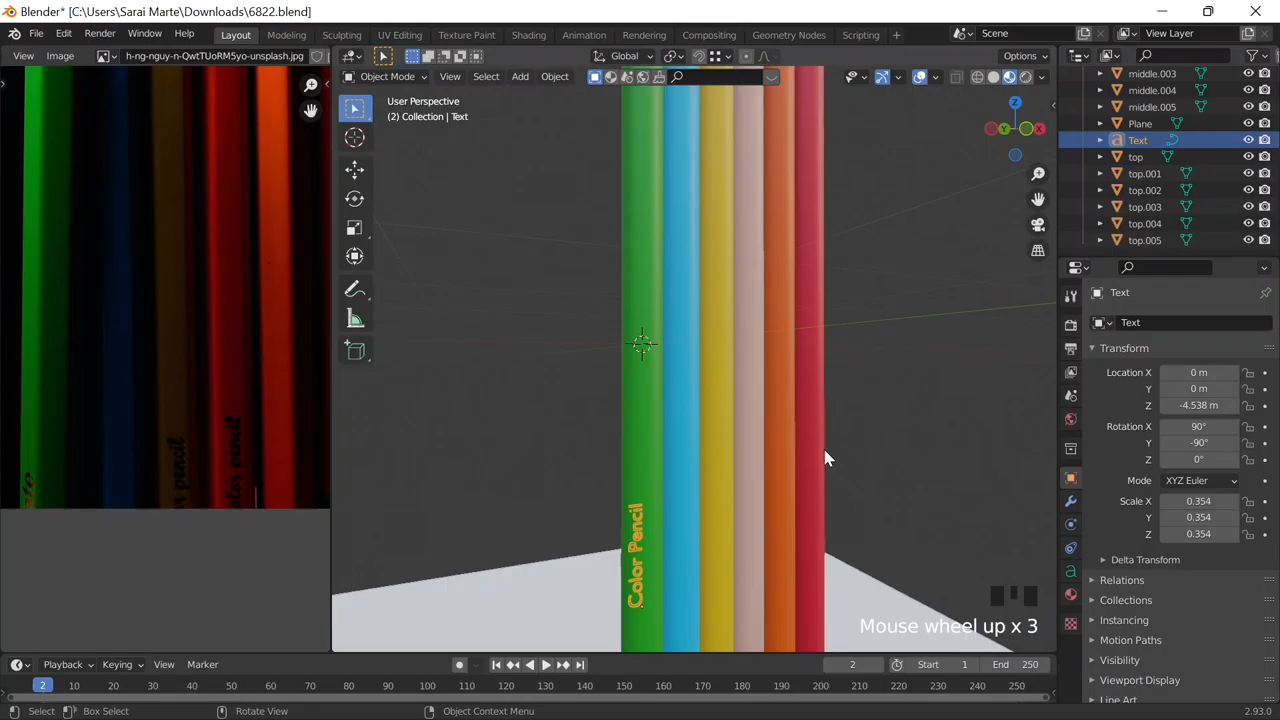 Blender* [C:\Users\Sarai Marte\Downloads\6822.blend]
File Edit Render Window Help Layout Modeling Sculpting UV Editing Texture Paint Shading Animation Rendering Compositing Geometry Nodes Scripting + Scene View Layer
View Image h-ng-nguy-n-QwtTUoRM5yo-unsplash.jpg Global Options
Object Mode View Select Add Object
User Perspective
(2) Collection | Text
middle.003
middle.004
middle.005
Plane
Text
top
top.001
top.002
top.003
top.004
top.005
Z
Y
X
Text
Text
Transform
Location X 0 m
Y 0 m
Z -4.538 m
Rotation X 90°
Y -90°
Z 0°
Mode XYZ Euler
Scale X 0.354
Y 0.354
Z 0.354
Delta Transform
Relations
Collections
Instancing
Motion Paths
Visibility
Viewport Display
Line Art
Color Pencil
pencil
color pencil
Mouse wheel up x 3
Playback Keying View Marker 2 Start 1 End 250
2 10 20 30 40 50 60 70 80 90 100 110 120 130 140 150 160 170 180 190 200 210 220 230 240 250
Select Box Select Rotate View Object Context Menu 2.93.0